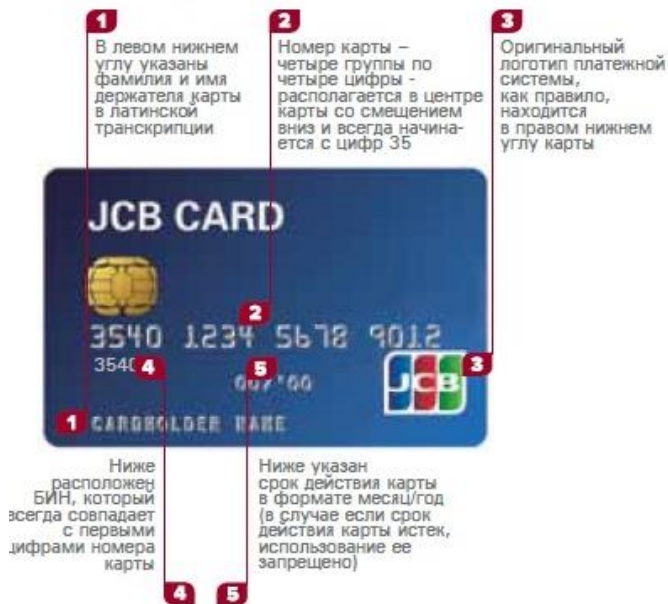 1
В левом нижнем
углу указаны
фамилия и имя
держателя карты
в латинской
транскрипции
2
Номер карты –
четыре группы по
четыре цифры -
располагается в центре
карты со смещением
вниз и всегда начина-
ется с цифр 35
3
Оригинальный
логотип платежной
системы,
как правило,
находится
в правом нижнем
углу карты
JCB CARD
2
3540 1234 5678 9012
3540 4
5
00/'00
JCB 3
1 CARDHOLDER NAME
Ниже
расположен
БИН, который
всегда совпадает
с первыми
цифрами номера
карты
4
Ниже указан
срок действия карты
в формате месяц/год
(в случае если срок
действия карты истек,
использование ее
запрещено)
5